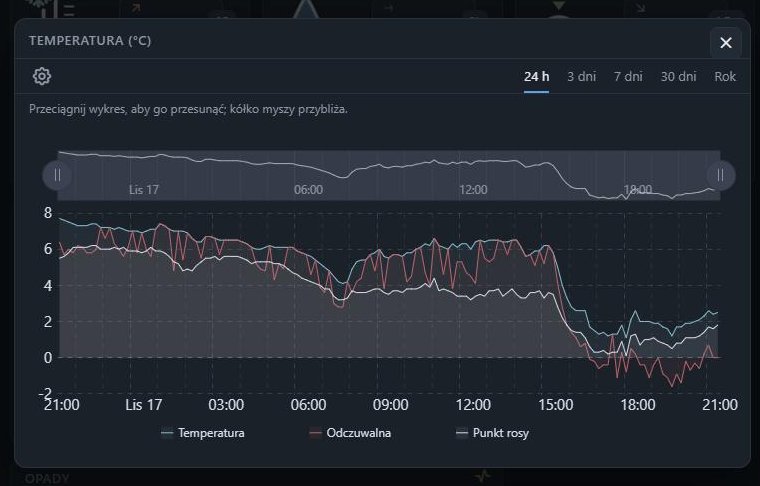 TEMPERATURA (°C)
24 h 3 dni 7 dni 30 dni Rok
Przeciągnij wykres, aby go przesunąć; kółko myszy przybliża.
Lis 17 06:00 12:00 18:00
8
6
4
2
0
-2
21:00 Lis 17 03:00 06:00 09:00 12:00 15:00 18:00 21:00
Temperatura Odczuwalna Punkt rosy
OPADY